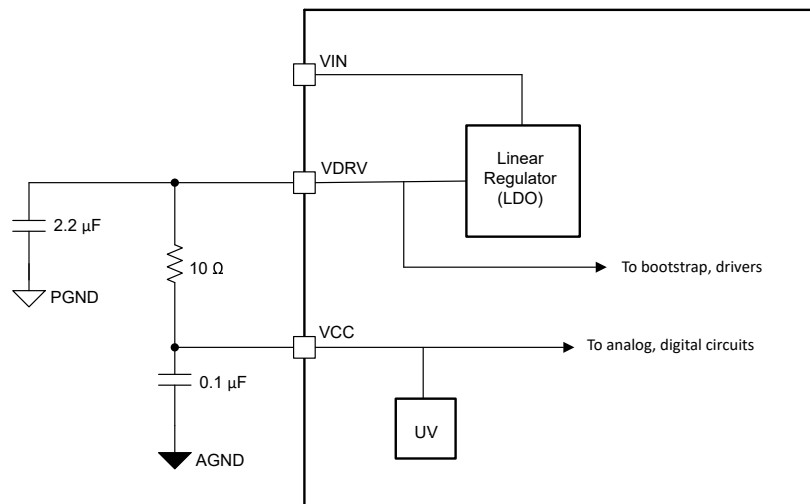 VIN
VDRV
Linear
Regulator
(LDO)
2.2 µF
10 Ω
To bootstrap, drivers
PGND
VCC
To analog, digital circuits
0.1 µF
UV
AGND